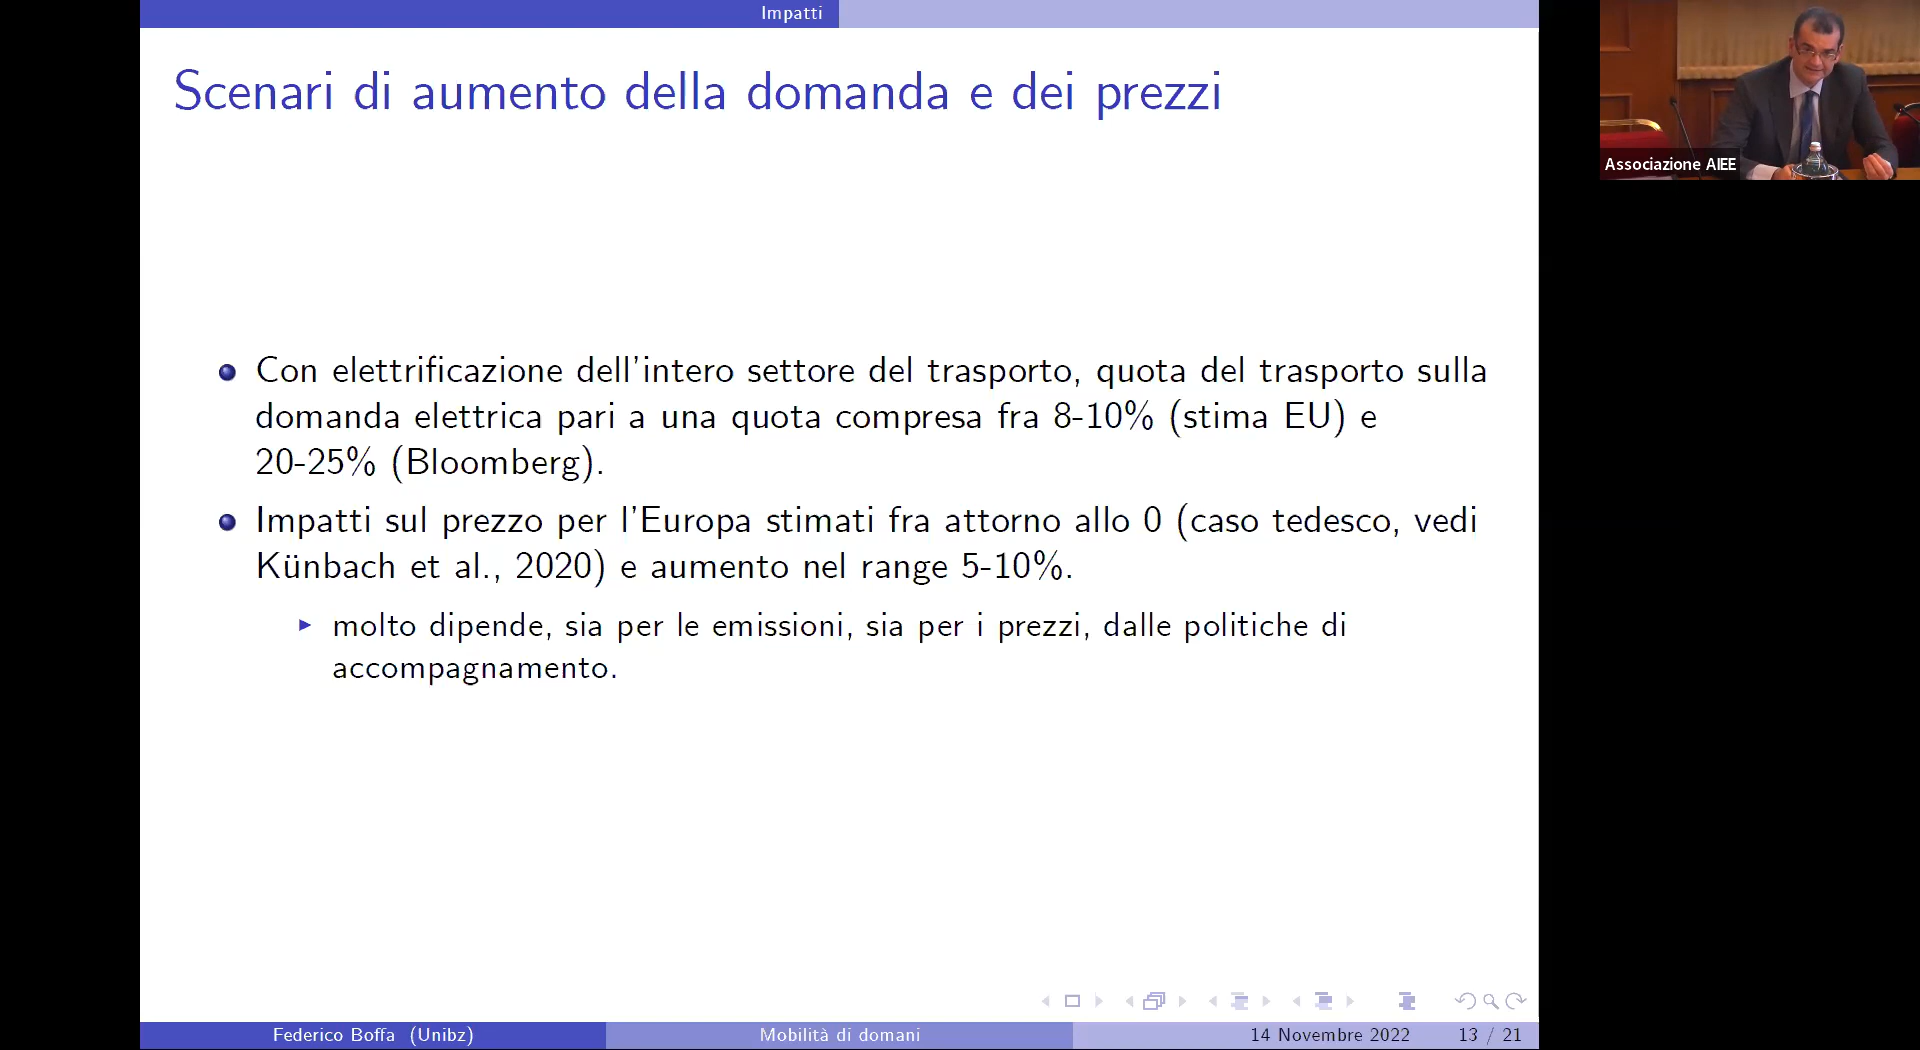 Impatti
Scenari di aumento della domanda e dei prezzi
Associazione AIEE
Con elettrificazione dell'intero settore del trasporto, quota del trasporto sulla
domanda elettrica pari a una quota compresa fra 8-10% (stima EU) e
20-25% (Bloomberg).
Impatti sul prezzo per l'Europa stimati fra attorno allo 0 (caso tedesco, vedi
Künbach et al., 2020) e aumento nel range 5-10%.
molto dipende, sia per le emissioni, sia per i prezzi, dalle politiche di
accompagnamento.
Federico Boffa (Unibz) Mobilità di domani 14 Novembre 2022 13 / 21